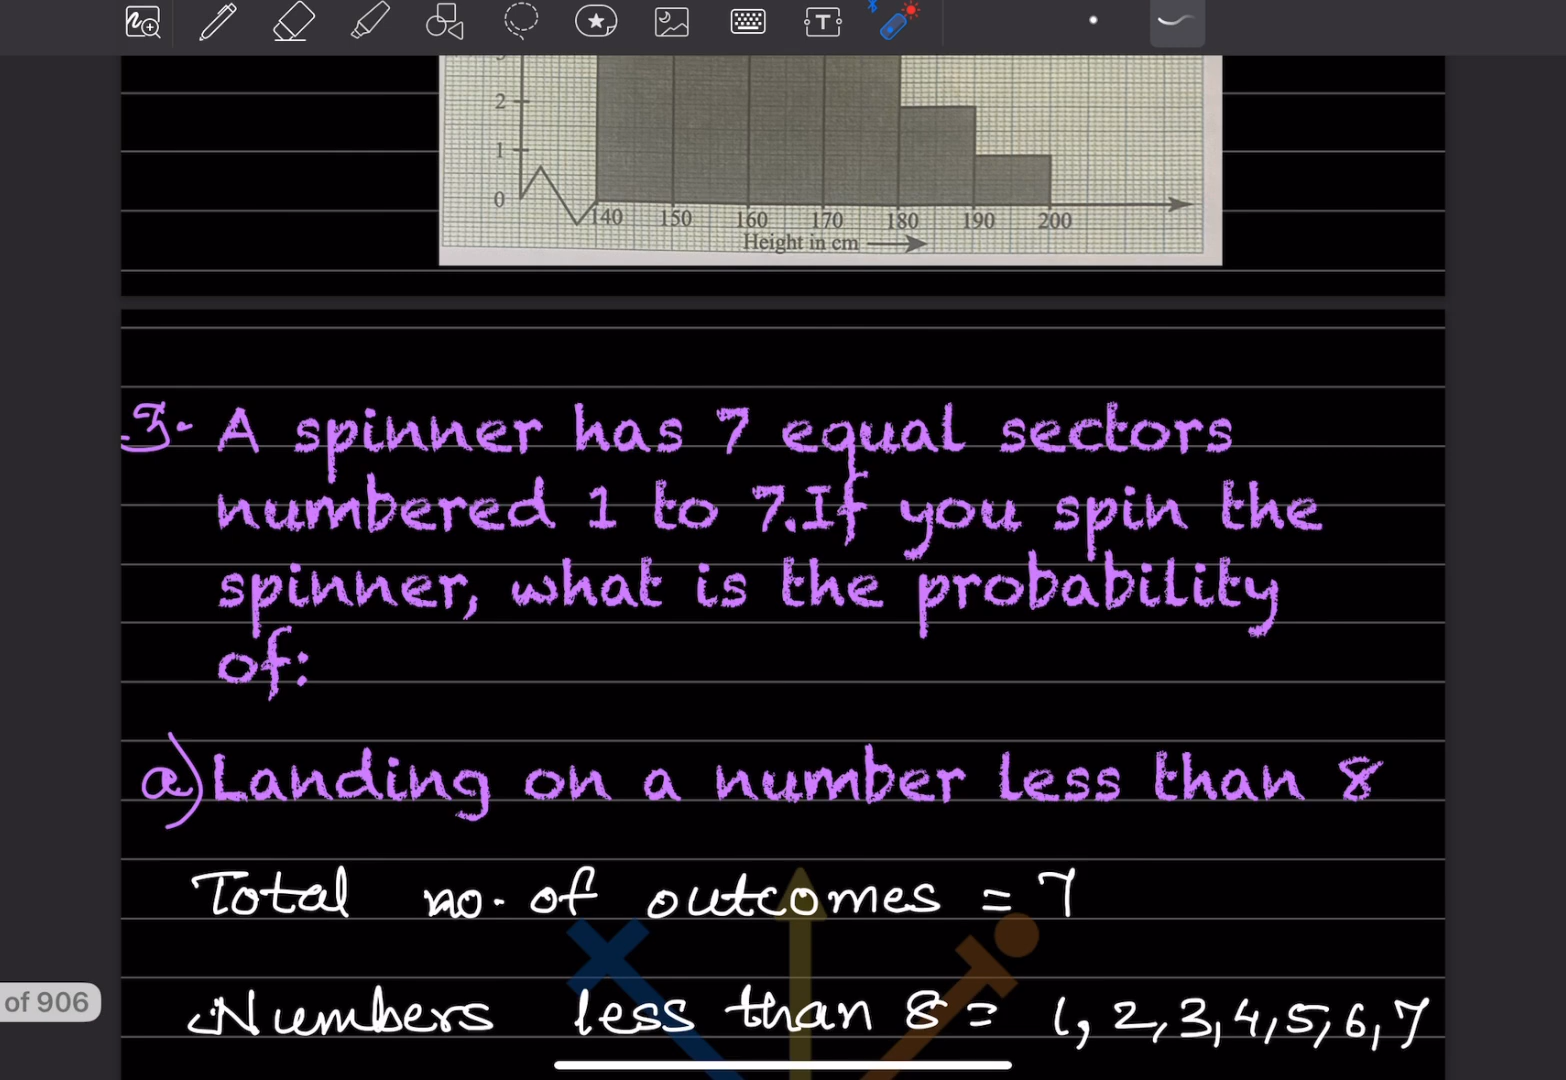 T
2
1
0
140 150 160 170 180 190 200
Height in cm
3. A spinner has 7 equal sectors
numbered 1 to 7. If you spin the
spinner, what is the probability
of:
a) Landing on a number less than 8
Total no. of outcomes = 7
Numbers less than 8 = 1, 2, 3, 4, 5, 6, 7
of 906